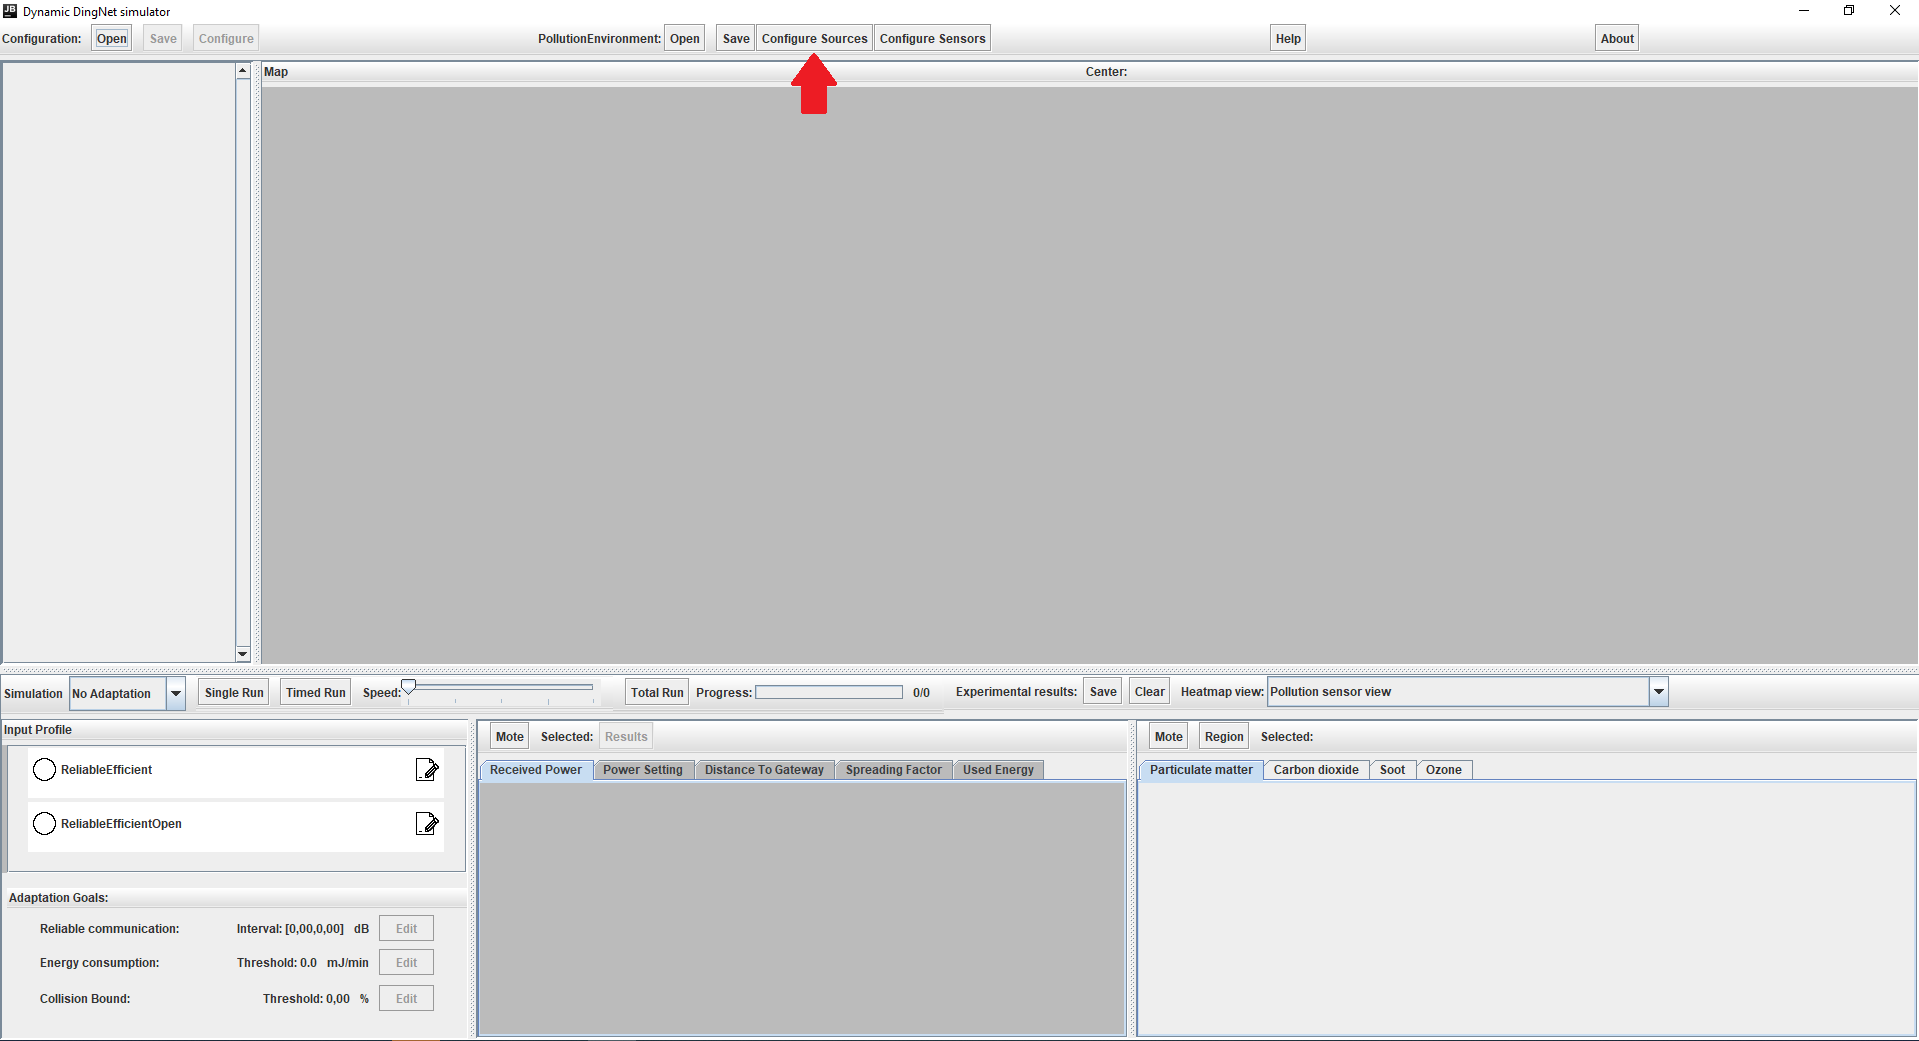 JB Dynamic DingNet simulator
Configuration: Open Save Configure PollutionEnvironment: Open Save Configure Sources Configure Sensors Help About
Map Center:
Simulation No Adaptation Single Run Timed Run Speed: Total Run Progress: 0/0 Experimental results: Save Clear Heatmap view: Pollution sensor view
Input Profile
ReliableEfficient
ReliableEfficientOpen
Adaptation Goals:
Reliable communication: Interval: [0,00,0,00] dB Edit
Energy consumption: Threshold: 0.0 mJ/min Edit
Collision Bound: Threshold: 0,00 % Edit
Mote Selected: Results
Received Power Power Setting Distance To Gateway Spreading Factor Used Energy
Mote Region Selected:
Particulate matter Carbon dioxide Soot Ozone